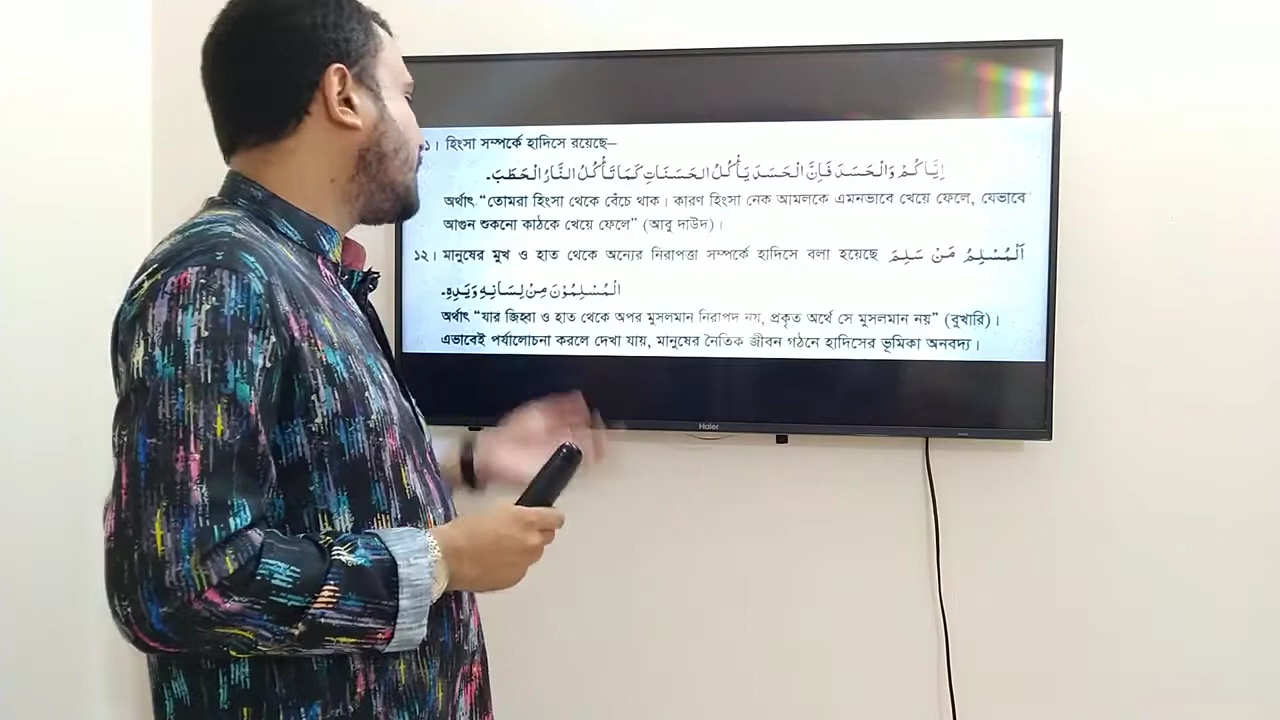 ১। হিংসা সম্পর্কে হাদিসে রয়েছে–
اِيَّاكُمْ وَالْحَسَدَ فَاِنَّ الْحَسَدَ يَأْكُلُ الْحَسَنَاتِ كَمَا تَأْكُلُ النَّارُ الْحَطَبَ۔
অর্থাৎ “তোমরা হিংসা থেকে বেঁচে থাক। কারণ হিংসা নেক আমলকে এমনভাবে খেয়ে ফেলে, যেভাবে
আগুন শুকনো কাঠকে খেয়ে ফেলে” (আবু দাউদ)।
১২। মানুষের মুখ ও হাত থেকে অন্যের নিরাপত্তা সম্পর্কে হাদিসে বলা হয়েছে اَلْمُسْلِمُ مَنْ سَلِمَ
الْمُسْلِمُوْنَ مِنْ لِسَانِهِ وَيَدِهِ۔
অর্থাৎ “যার জিহ্বা ও হাত থেকে অপর মুসলমান নিরাপদ নয়, প্রকৃত অর্থে সে মুসলমান নয়” (বুখারি)।
এভাবেই পর্যালোচনা করলে দেখা যায়, মানুষের নৈতিক জীবন গঠনে হাদিসের ভূমিকা অনবদ্য।
Haier